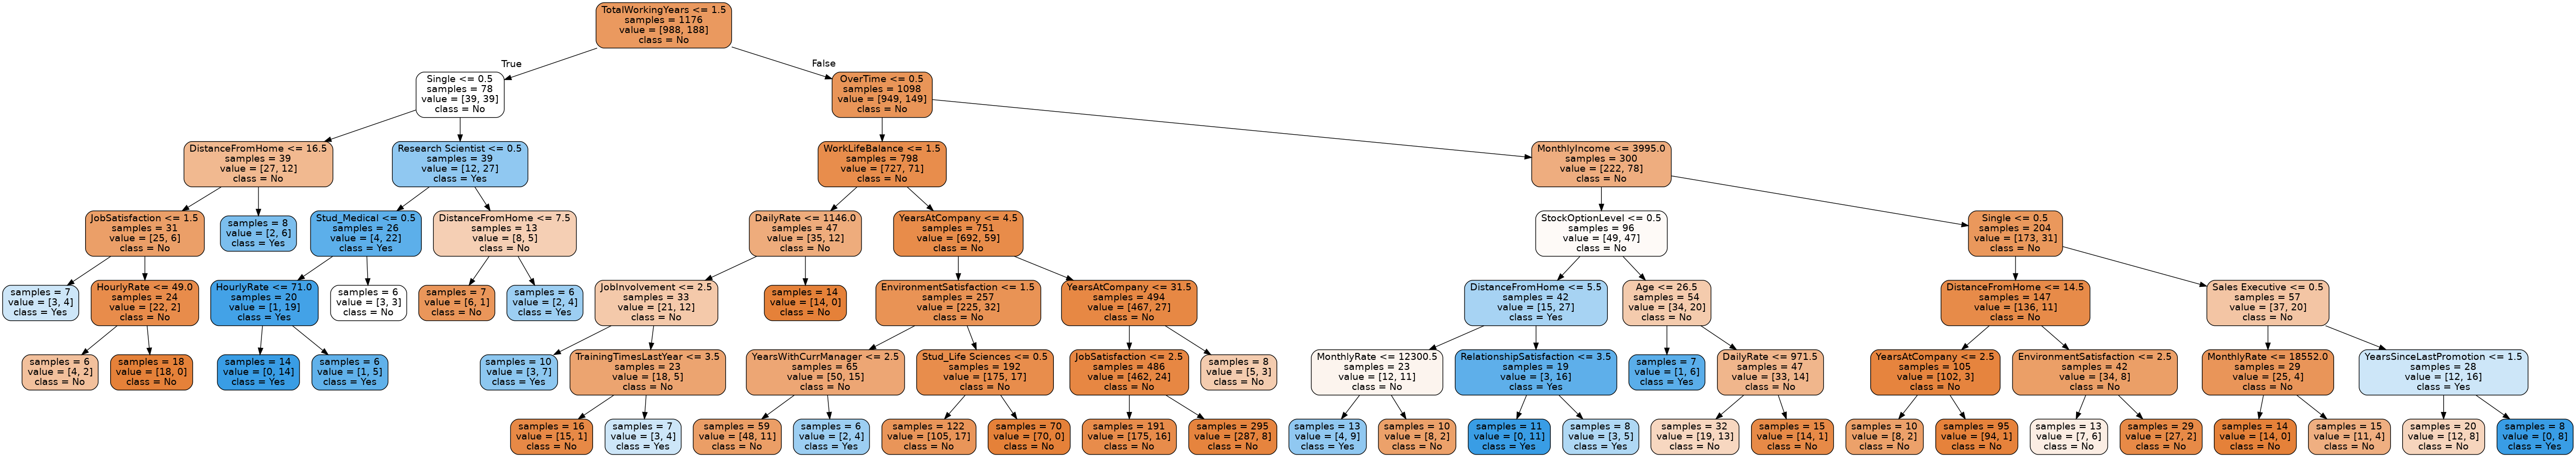 TotalWorkingYears <= 1.5
samples = 1176
value = [988, 188]
class = No
True
False
Single <= 0.5
samples = 78
value = [39, 39]
class = No
OverTime <= 0.5
samples = 1098
value = [949, 149]
class = No
DistanceFromHome <= 16.5
samples = 39
value = [27, 12]
class = No
Research Scientist <= 0.5
samples = 39
value = [12, 27]
class = Yes
WorkLifeBalance <= 1.5
samples = 798
value = [727, 71]
class = No
MonthlyIncome <= 3995.0
samples = 300
value = [222, 78]
class = No
JobSatisfaction <= 1.5
samples = 31
value = [25, 6]
class = No
samples = 8
value = [2, 6]
class = Yes
Stud_Medical <= 0.5
samples = 26
value = [4, 22]
class = Yes
DistanceFromHome <= 7.5
samples = 13
value = [8, 5]
class = No
DailyRate <= 1146.0
samples = 47
value = [35, 12]
class = No
YearsAtCompany <= 4.5
samples = 751
value = [692, 59]
class = No
StockOptionLevel <= 0.5
samples = 96
value = [49, 47]
class = No
Single <= 0.5
samples = 204
value = [173, 31]
class = No
samples = 7
value = [3, 4]
class = Yes
HourlyRate <= 49.0
samples = 24
value = [22, 2]
class = No
HourlyRate <= 71.0
samples = 20
value = [1, 19]
class = Yes
samples = 6
value = [3, 3]
class = No
samples = 7
value = [6, 1]
class = No
samples = 6
value = [2, 4]
class = Yes
JobInvolvement <= 2.5
samples = 33
value = [21, 12]
class = No
samples = 14
value = [14, 0]
class = No
EnvironmentSatisfaction <= 1.5
samples = 257
value = [225, 32]
class = No
YearsAtCompany <= 31.5
samples = 494
value = [467, 27]
class = No
DistanceFromHome <= 5.5
samples = 42
value = [15, 27]
class = Yes
Age <= 26.5
samples = 54
value = [34, 20]
class = No
DistanceFromHome <= 14.5
samples = 147
value = [136, 11]
class = No
Sales Executive <= 0.5
samples = 57
value = [37, 20]
class = No
samples = 6
value = [4, 2]
class = No
samples = 18
value = [18, 0]
class = No
samples = 14
value = [0, 14]
class = Yes
samples = 6
value = [1, 5]
class = Yes
samples = 10
value = [3, 7]
class = Yes
TrainingTimesLastYear <= 3.5
samples = 23
value = [18, 5]
class = No
YearsWithCurrManager <= 2.5
samples = 65
value = [50, 15]
class = No
Stud_Life Sciences <= 0.5
samples = 192
value = [175, 17]
class = No
JobSatisfaction <= 2.5
samples = 486
value = [462, 24]
class = No
samples = 8
value = [5, 3]
class = No
MonthlyRate <= 12300.5
samples = 23
value = [12, 11]
class = No
RelationshipSatisfaction <= 3.5
samples = 19
value = [3, 16]
class = Yes
samples = 7
value = [1, 6]
class = Yes
DailyRate <= 971.5
samples = 47
value = [33, 14]
class = No
YearsAtCompany <= 2.5
samples = 105
value = [102, 3]
class = No
EnvironmentSatisfaction <= 2.5
samples = 42
value = [34, 8]
class = No
MonthlyRate <= 18552.0
samples = 29
value = [25, 4]
class = No
YearsSinceLastPromotion <= 1.5
samples = 28
value = [12, 16]
class = Yes
samples = 16
value = [15, 1]
class = No
samples = 7
value = [3, 4]
class = Yes
samples = 59
value = [48, 11]
class = No
samples = 6
value = [2, 4]
class = Yes
samples = 122
value = [105, 17]
class = No
samples = 70
value = [70, 0]
class = No
samples = 191
value = [175, 16]
class = No
samples = 295
value = [287, 8]
class = No
samples = 13
value = [4, 9]
class = Yes
samples = 10
value = [8, 2]
class = No
samples = 11
value = [0, 11]
class = Yes
samples = 8
value = [3, 5]
class = Yes
samples = 32
value = [19, 13]
class = No
samples = 15
value = [14, 1]
class = No
samples = 10
value = [8, 2]
class = No
samples = 95
value = [94, 1]
class = No
samples = 13
value = [7, 6]
class = No
samples = 29
value = [27, 2]
class = No
samples = 14
value = [14, 0]
class = No
samples = 15
value = [11, 4]
class = No
samples = 20
value = [12, 8]
class = No
samples = 8
value = [0, 8]
class = Yes